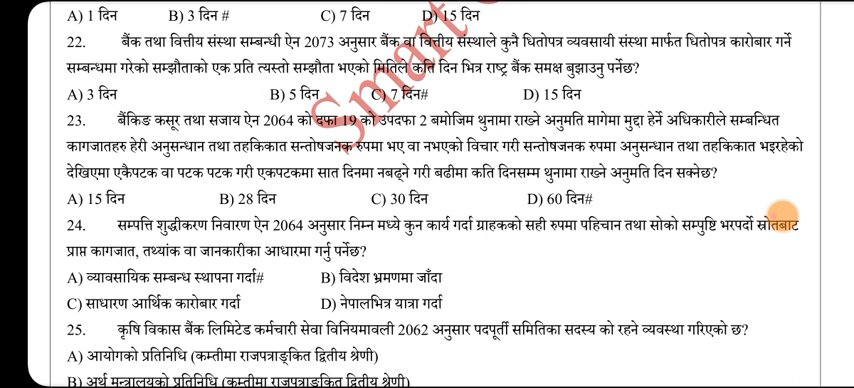 A) 1 दिन B) 3 दिन # C) 7 दिन D) 15 दिन
22. बैंक तथा वित्तीय संस्था सम्बन्धी ऐन 2073 अनुसार बैंक वा वित्तीय संस्थाले कुनै धितोपत्र व्यवसायी संस्था मार्फत धितोपत्र कारोबार गर्ने
सम्बन्धमा गरेको सम्झौताको एक प्रति त्यस्तो सम्झौता भएको मितिले कति दिन भित्र राष्ट्र बैंक समक्ष बुझाउनु पर्नेछ?
A) 3 दिन B) 5 दिन C) 7 दिन# D) 15 दिन
23. बैंकिङ कसूर तथा सजाय ऐन 2064 को दफा 19 को उपदफा 2 बमोजिम थुनामा राख्ने अनुमति मागेमा मुद्दा हेर्ने अधिकारीले सम्बन्धित
कागजातहरु हेरी अनुसन्धान तथा तहकिकात सन्तोषजनक रुपमा भए वा नभएको विचार गरी सन्तोषजनक रुपमा अनुसन्धान तथा तहकिकात भइरहेको
देखिएमा एकैपटक वा पटक पटक गरी एकपटकमा सात दिनमा नबढ्ने गरी बढीमा कति दिनसम्म थुनामा राख्ने अनुमति दिन सक्नेछ?
A) 15 दिन B) 28 दिन C) 30 दिन D) 60 दिन#
24. सम्पत्ति शुद्धीकरण निवारण ऐन 2064 अनुसार निम्न मध्ये कुन कार्य गर्दा ग्राहकको सही रुपमा पहिचान तथा सोको सम्पुष्टि भरपर्दो स्रोतबाट
प्राप्त कागजात, तथ्यांक वा जानकारीका आधारमा गर्नु पर्नेछ?
A) व्यावसायिक सम्बन्ध स्थापना गर्दा# B) विदेश भ्रमणमा जाँदा
C) साधारण आर्थिक कारोबार गर्दा D) नेपालभित्र यात्रा गर्दा
25. कृषि विकास बैंक लिमिटेड कर्मचारी सेवा विनियमावली 2062 अनुसार पदपूर्ती समितिका सदस्य को रहने व्यवस्था गरिएको छ?
A) आयोगको प्रतिनिधि (कम्तीमा राजपत्राङ्कित द्वितीय श्रेणी)
B) अर्थ मन्त्रालयको प्रतिनिधि (कम्तीमा राजपत्राङ्कित द्वितीय श्रेणी)
Smart